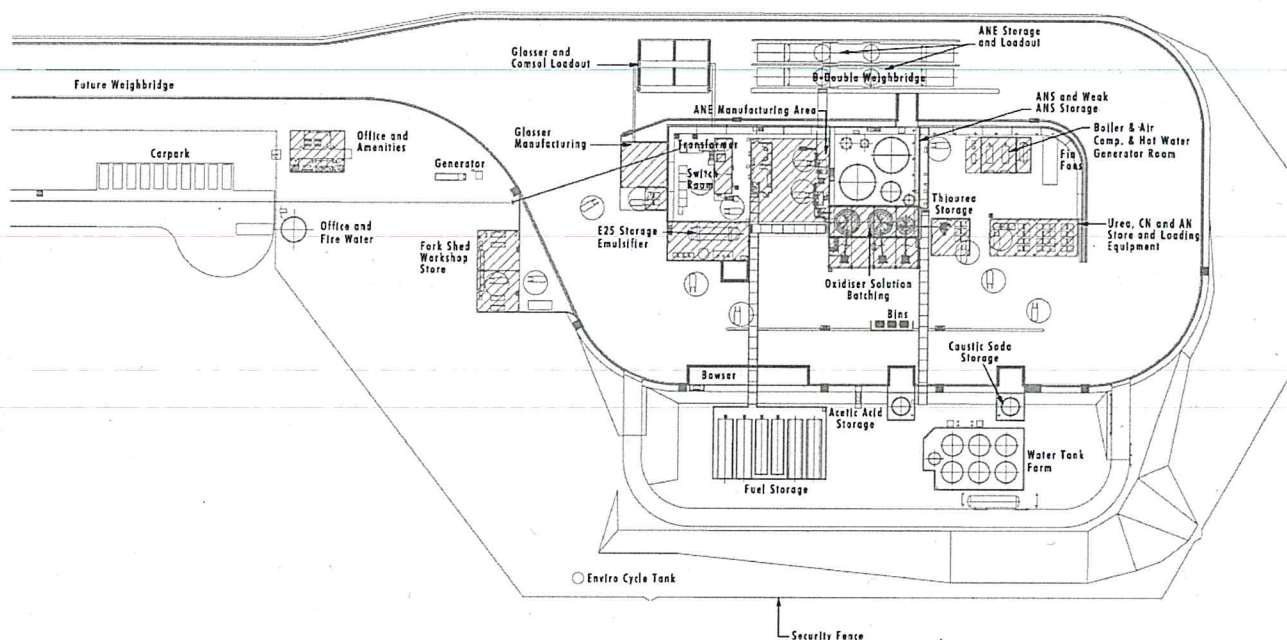 ANE Storage
and Loadout
Glasser and
Comsol Loadout
B-Double Weighbridge
Future Weighbridge
ANE Manufacturing Area
ANS and Weak
ANS Storage
Office and
Amenities
Glasser
Manufacturing
Transformer
Boiler & Air
Comp. & Hot Water
Generator Room
Carpark
Generator
Switch
Room
Fin
Fans
Thiourea
Storage
Office and
Fire Water
E25 Storage
Emulsifier
Urea, CN and AN
Store and Loading
Equipment
Fork Shed
Workshop
Store
Oxidiser Solution
Batching
Bins
Caustic Soda
Storage
Bowser
Acetic Acid
Storage
Water Tank
Farm
Fuel Storage
Enviro Cycle Tank
Security Fence